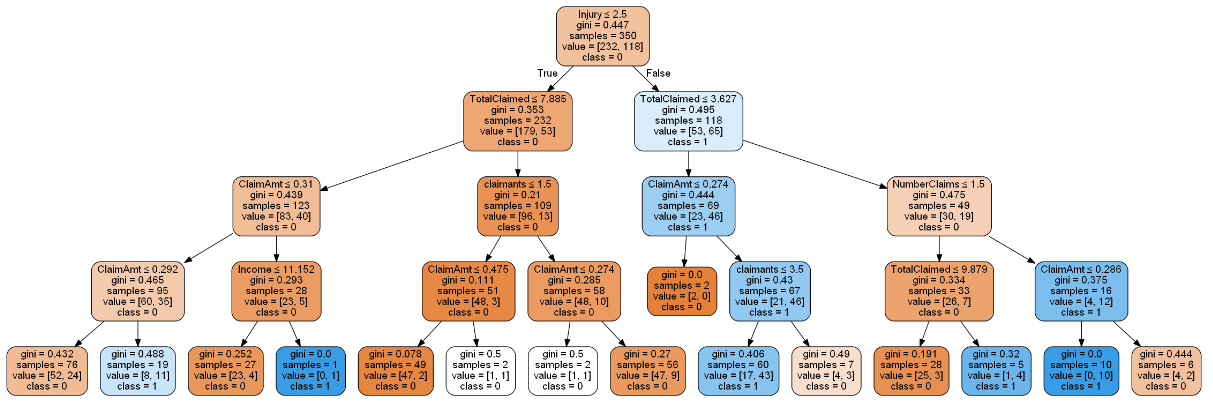 Injury ≤ 2.5
gini = 0.447
samples = 350
value = [232, 118]
class = 0
True
False
TotalClaimed ≤ 7.885
gini = 0.353
samples = 232
value = [179, 53]
class = 0
TotalClaimed ≤ 3.627
gini = 0.495
samples = 118
value = [53, 65]
class = 1
ClaimAmt ≤ 0.31
gini = 0.439
samples = 123
value = [83, 40]
class = 0
claimants ≤ 1.5
gini = 0.21
samples = 109
value = [96, 13]
class = 0
ClaimAmt ≤ 0.274
gini = 0.444
samples = 69
value = [23, 46]
class = 1
NumberClaims ≤ 1.5
gini = 0.475
samples = 49
value = [30, 19]
class = 0
ClaimAmt ≤ 0.292
gini = 0.465
samples = 95
value = [60, 35]
class = 0
Income ≤ 11.152
gini = 0.293
samples = 28
value = [23, 5]
class = 0
ClaimAmt ≤ 0.475
gini = 0.111
samples = 51
value = [48, 3]
class = 0
ClaimAmt ≤ 0.274
gini = 0.285
samples = 58
value = [48, 10]
class = 0
gini = 0.0
samples = 2
value = [2, 0]
class = 0
claimants ≤ 3.5
gini = 0.43
samples = 67
value = [21, 46]
class = 1
TotalClaimed ≤ 9.879
gini = 0.334
samples = 33
value = [26, 7]
class = 0
ClaimAmt ≤ 0.286
gini = 0.375
samples = 16
value = [4, 12]
class = 1
gini = 0.432
samples = 76
value = [52, 24]
class = 0
gini = 0.488
samples = 19
value = [8, 11]
class = 1
gini = 0.252
samples = 27
value = [23, 4]
class = 0
gini = 0.0
samples = 1
value = [0, 1]
class = 1
gini = 0.078
samples = 49
value = [47, 2]
class = 0
gini = 0.5
samples = 2
value = [1, 1]
class = 0
gini = 0.5
samples = 2
value = [1, 1]
class = 0
gini = 0.27
samples = 56
value = [47, 9]
class = 0
gini = 0.406
samples = 60
value = [17, 43]
class = 1
gini = 0.49
samples = 7
value = [4, 3]
class = 0
gini = 0.191
samples = 28
value = [25, 3]
class = 0
gini = 0.32
samples = 5
value = [1, 4]
class = 1
gini = 0.0
samples = 10
value = [0, 10]
class = 1
gini = 0.444
samples = 6
value = [4, 2]
class = 0